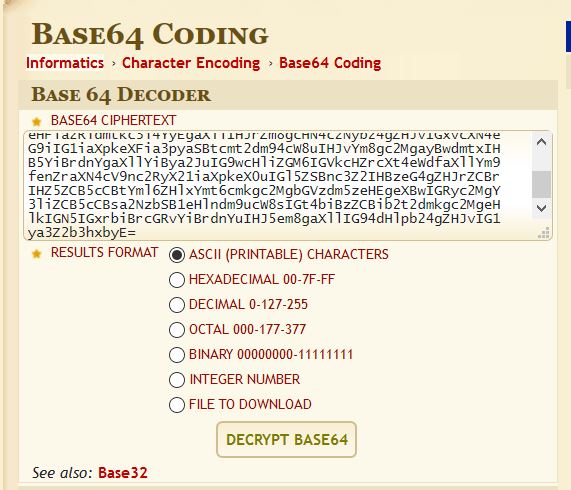 BASE64 CODING
Informatics › Character Encoding › Base64 Coding
BASE 64 DECODER
BASE64 CIPHERTEXT
G9iIG1iaXpkeXFia3pyaSBtcmt2dm94cW8uIHJvYm8gc2MgayBwdmtxIH
B5YiBrdnYgaXllYiBya2JuIG9wcHliZGM6IGVkcHZrcXt4eWdfaXllYm9
fenZraXN4cV9nc2RyX21iaXpkeX0uIGl5ZSBnc3Z2IHBzeG4gZHJrZCBr
IHZ5ZCB5cCBtYml6ZHlxYmt6cmkgc2MgbGVzdm5zeHEgeXBwIGRyc2MgY
3liZCB5cCBsa2NzbSB1eHlndm9ucW8sIGt4biBzZCBib2t2dmkgc2MgeH
lkIGN5IGxrbiBrcGRvYiBrdnYuIHJ5em8gaXllIG94dHlpb24gZHJvIG1
ya3Z2b3hxbyE=
RESULTS FORMAT
ASCII (PRINTABLE) CHARACTERS
HEXADECIMAL 00-7F-FF
DECIMAL 0-127-255
OCTAL 000-177-377
BINARY 00000000-11111111
INTEGER NUMBER
FILE TO DOWNLOAD
DECRYPT BASE64
See also: Base32